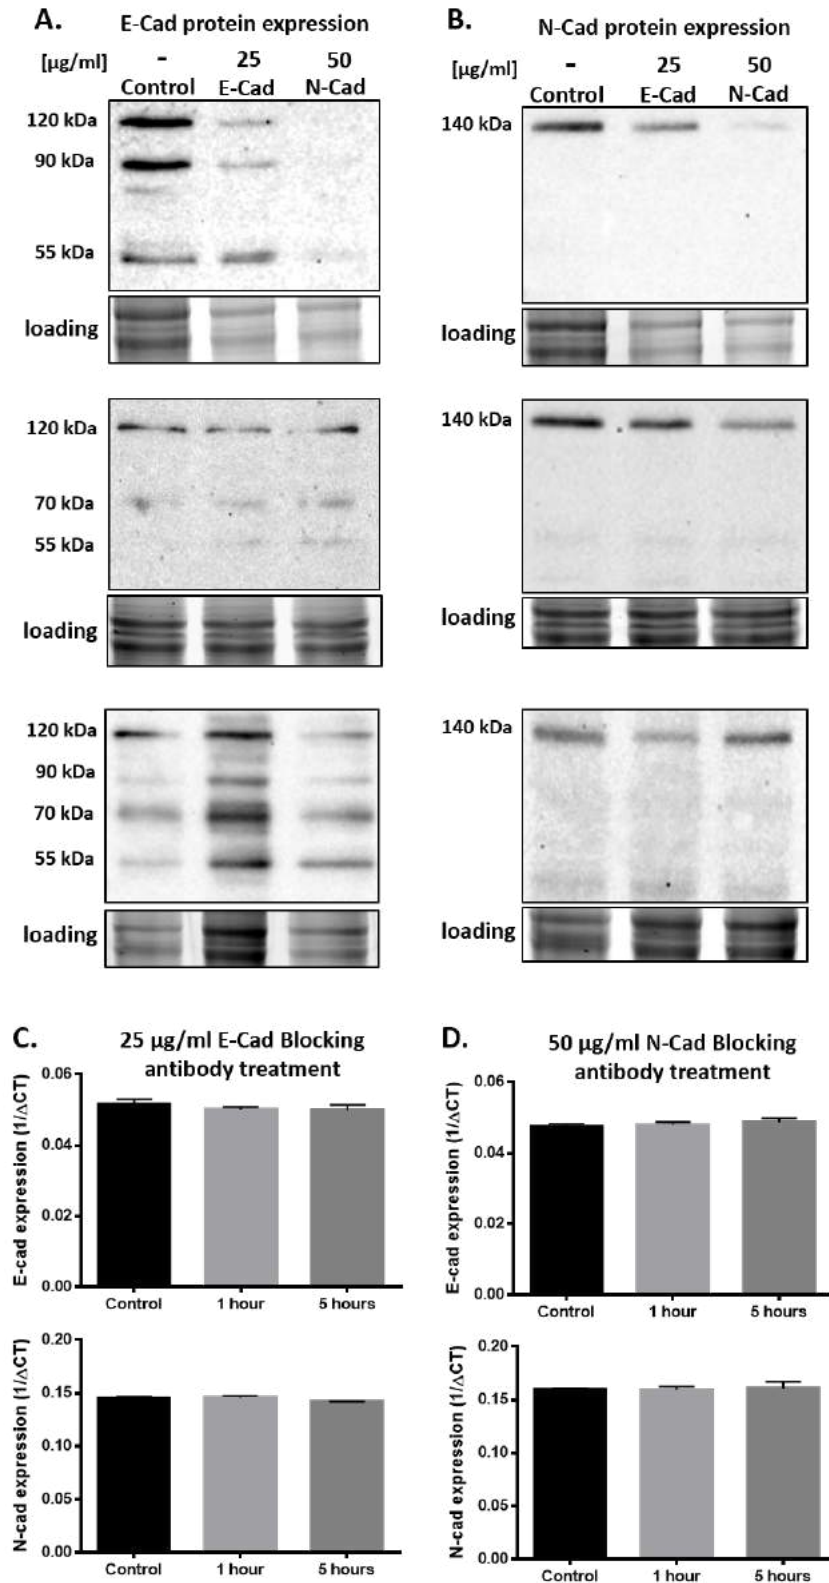 A.
E-Cad protein expression
[µg/ml] - 25 50
Control E-Cad N-Cad
120 kDa
90 kDa
55 kDa
loading
120 kDa
70 kDa
55 kDa
loading
120 kDa
90 kDa
70 kDa
55 kDa
loading
B.
N-Cad protein expression
[µg/ml] - 25 50
Control E-Cad N-Cad
140 kDa
loading
140 kDa
loading
140 kDa
loading
C.
25 µg/ml E-Cad Blocking
antibody treatment
E-cad expression (1/ΔCT)
0.06
0.04
0.02
0.00
Control 1 hour 5 hours
N-cad expression (1/ΔCT)
0.20
0.15
0.10
0.05
0.00
Control 1 hour 5 hours
D.
50 µg/ml N-Cad Blocking
antibody treatment
E-cad expression (1/ΔCT)
0.06
0.04
0.02
0.00
Control 1 hour 5 hours
N-cad expression (1/ΔCT)
0.20
0.15
0.10
0.05
0.00
Control 1 hour 5 hours